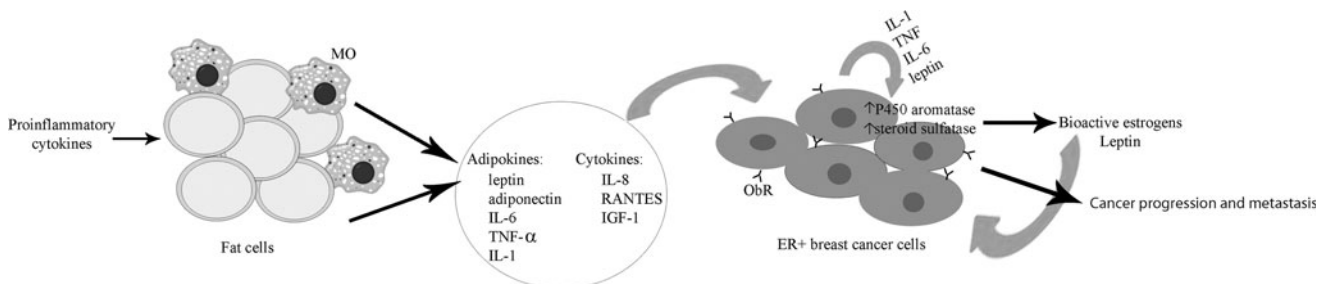 MO
Proinflammatory
cytokines
Fat cells
Adipokines:
leptin
adiponectin
IL-6
TNF-α
IL-1
Cytokines:
IL-8
RANTES
IGF-1
IL-1
TNF
IL-6
leptin
↑P450 aromatase
↑steroid sulfatase
ObR
ER+ breast cancer cells
Bioactive estrogens
Leptin
Cancer progression and metastasis